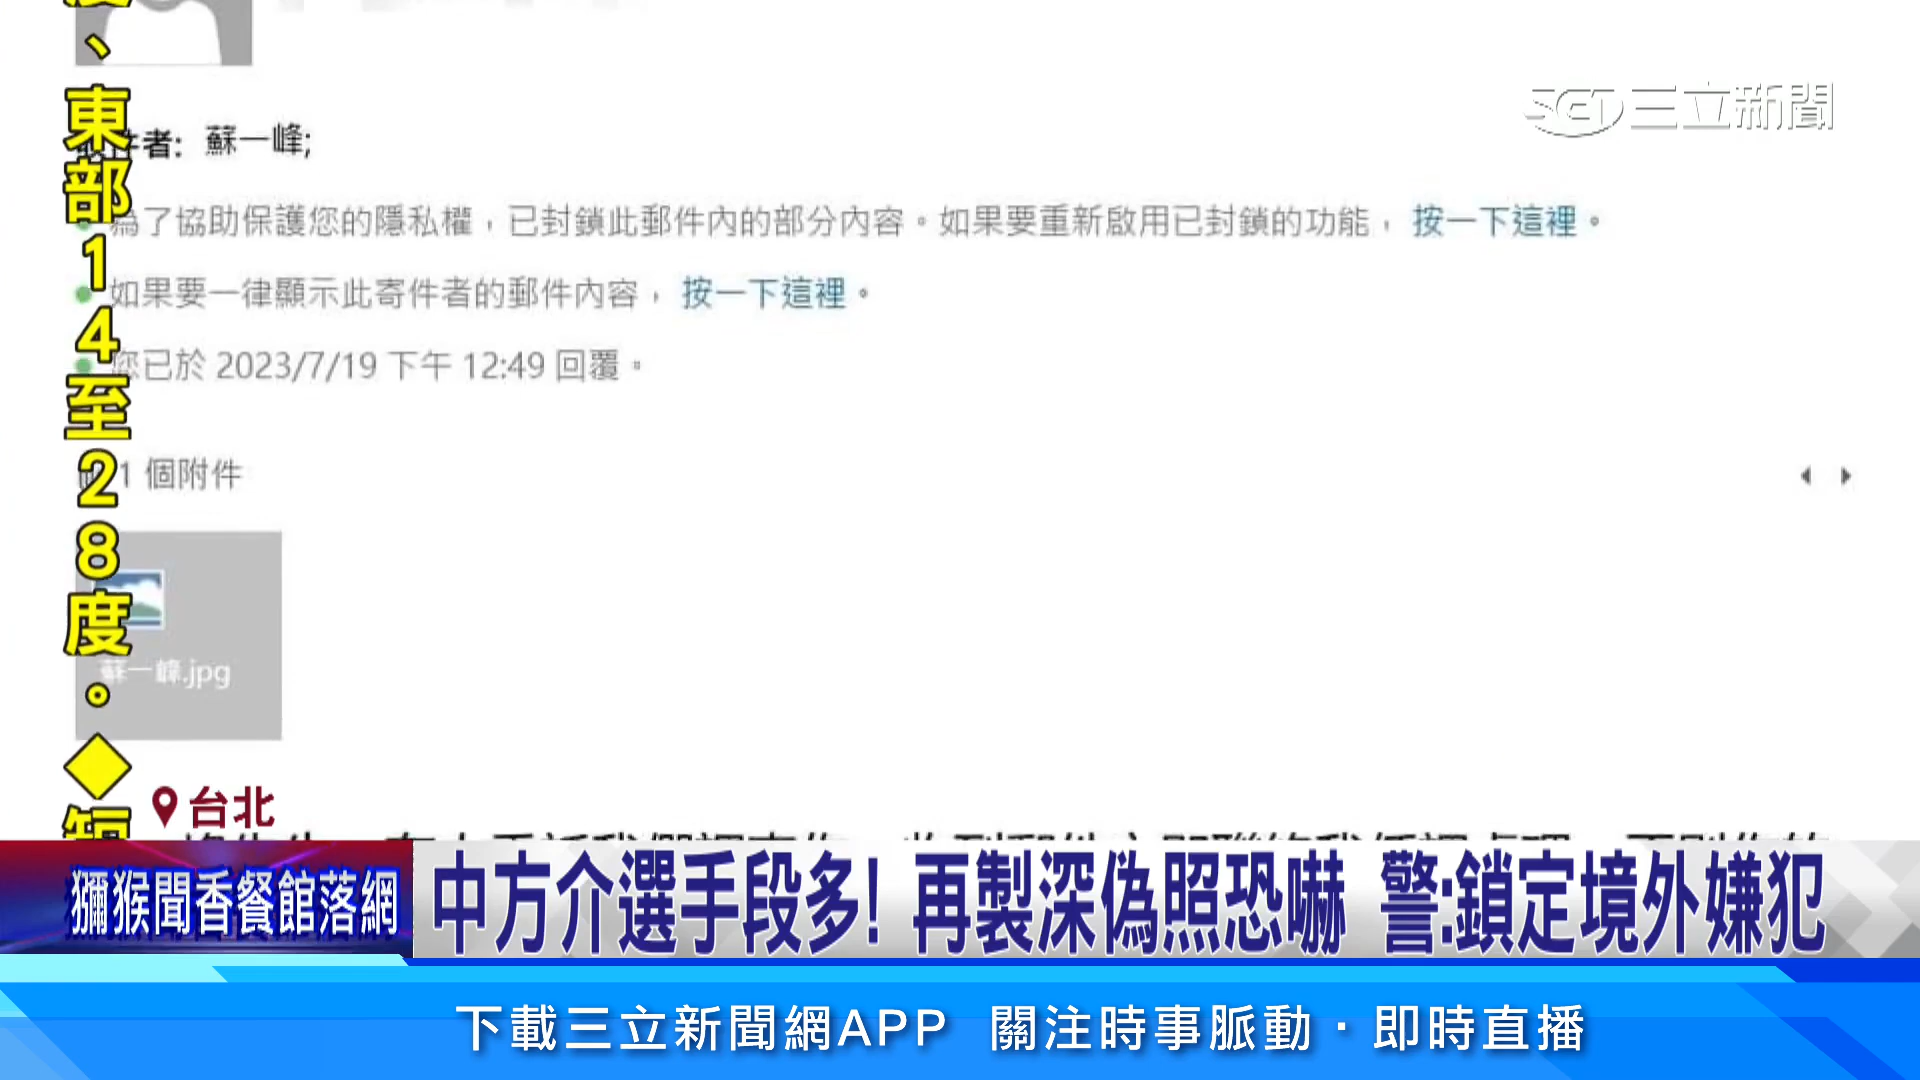 SET三立新聞
收件者: 蘇一峰;
為了協助保護您的隱私權，已封鎖此郵件內的部分內容。如果要重新啟用已封鎖的功能， 按一下這裡。
如果要一律顯示此寄件者的郵件內容， 按一下這裡。
您已於 2023/7/19 下午 12:49 回覆。
1 個附件
蘇一峰.jpg
度、東部14至28度。◆短
台北
獼猴聞香餐館落網
中方介選手段多! 再製深偽照恐嚇 警:鎖定境外嫌犯
下載三立新聞網APP 關注時事脈動·即時直播